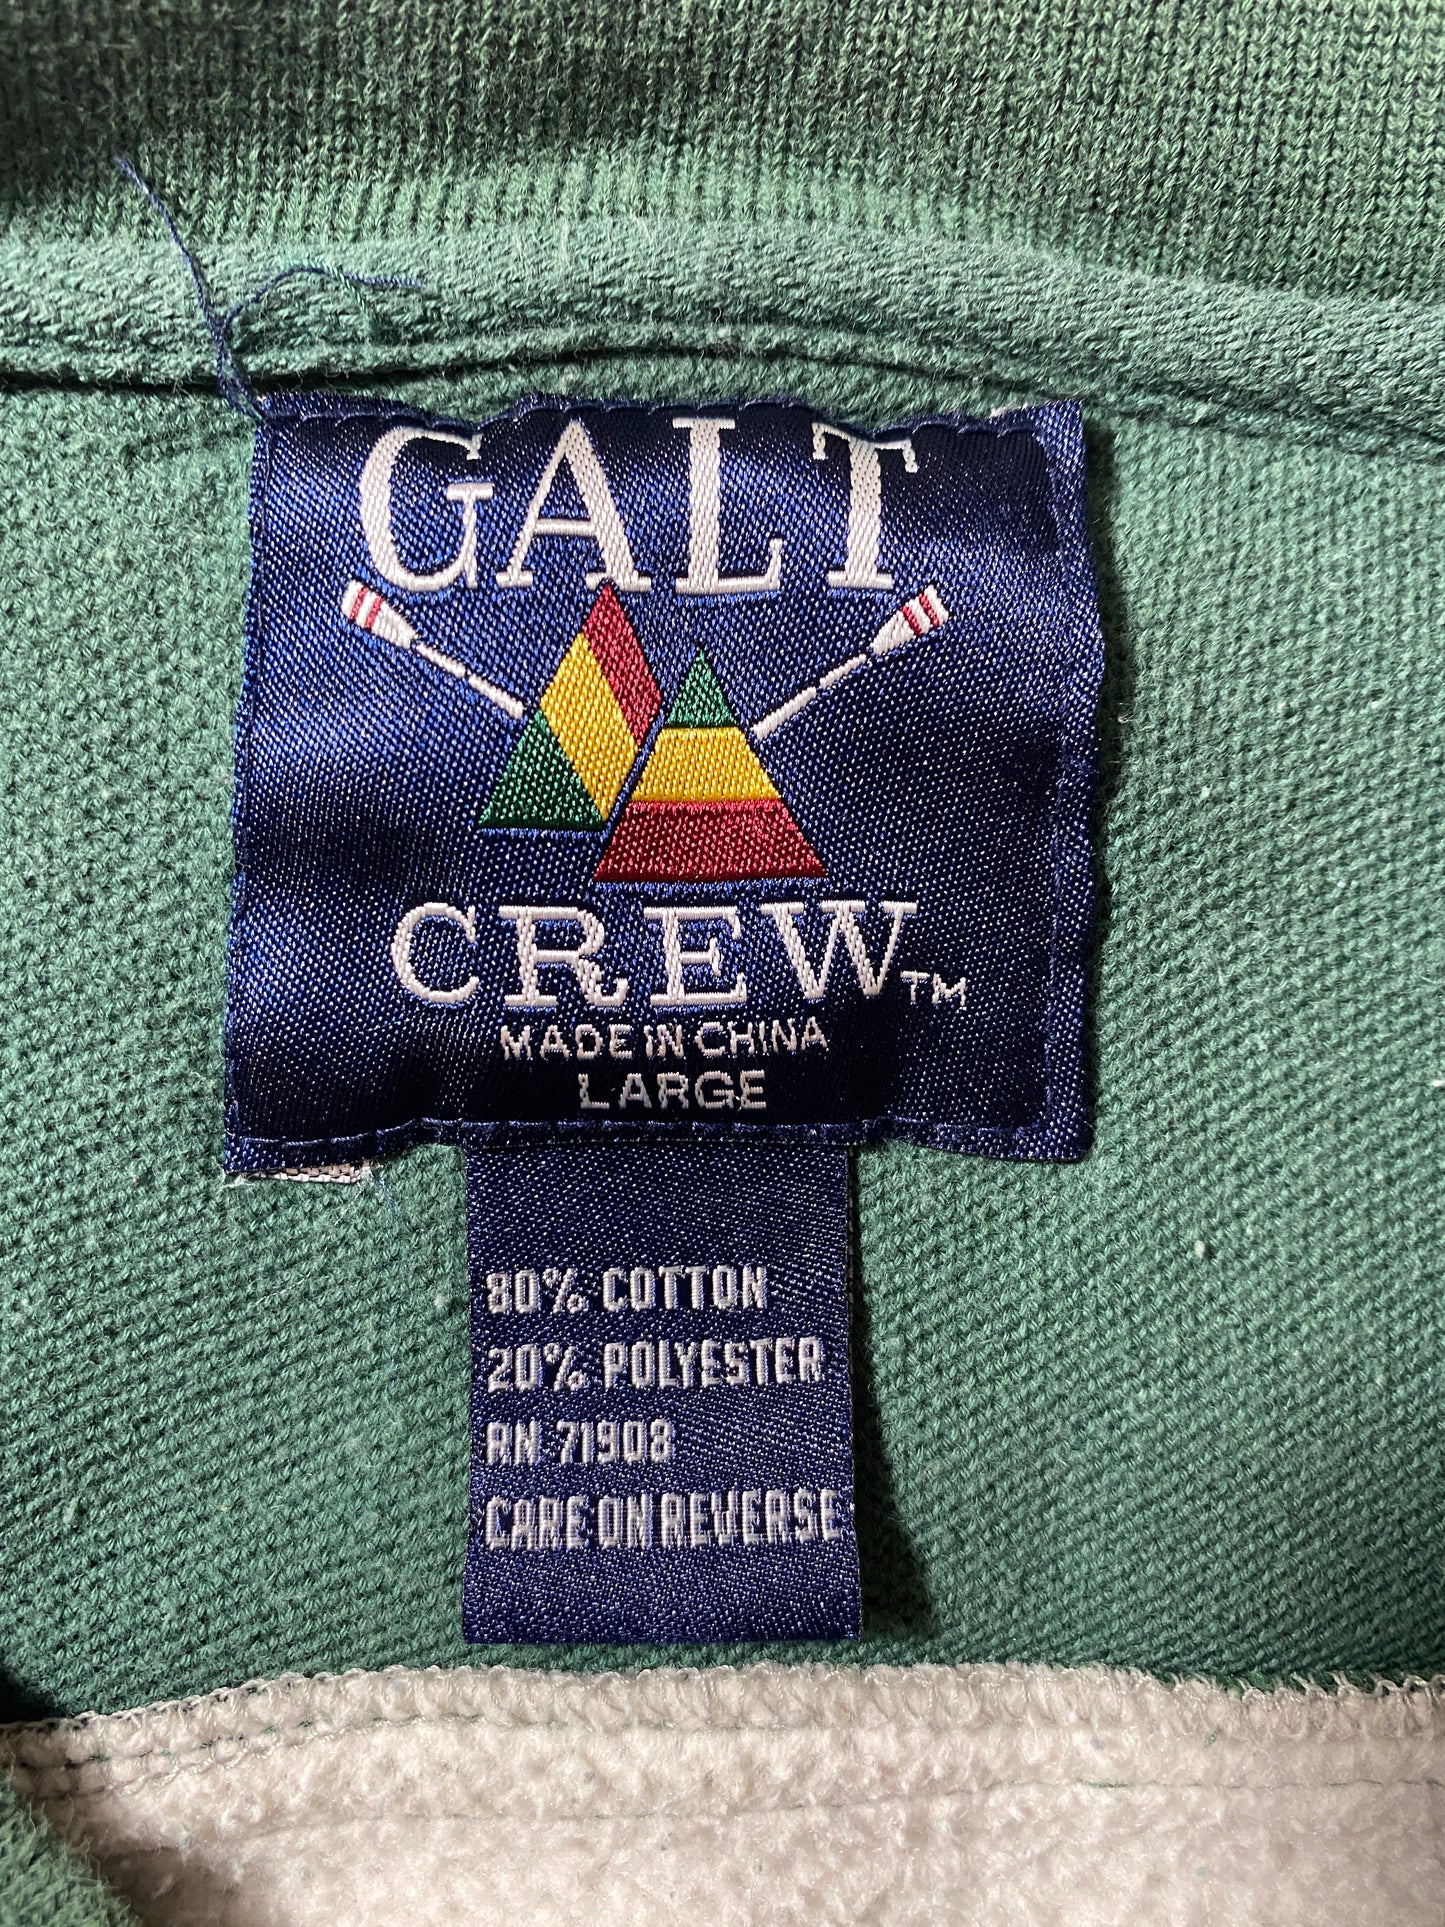 GALT
CREW™
MADE IN CHINA
LARGE
80% COTTON
20% POLYESTER
RN 71908
CARE ON REVERSE